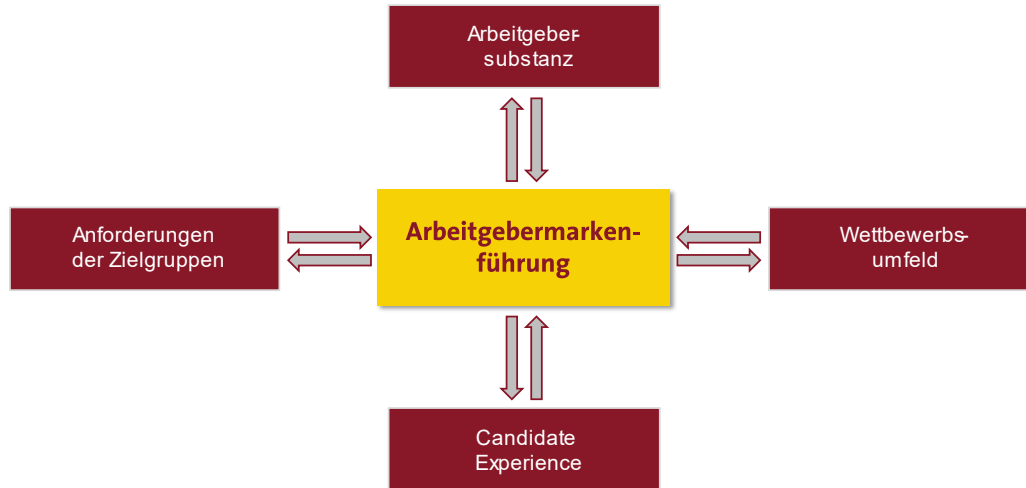 Arbeitgeber-
substanz
Anforderungen
der Zielgruppen
Arbeitgebermarken-
führung
Wettbewerbs-
umfeld
Candidate
Experience